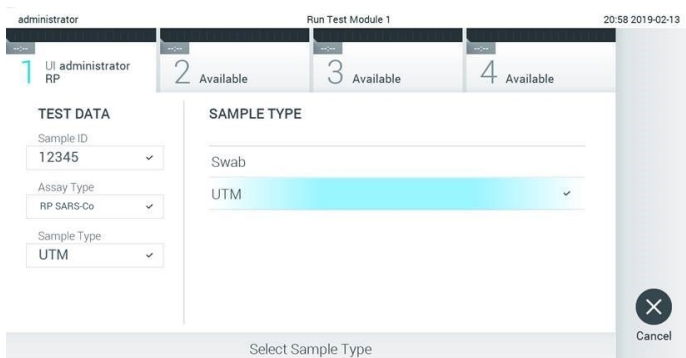 administrator
Run Test Module 1
20:58 2019-02-13
--:--
--:--
--:--
--:--
1 UI administrator
RP
2 Available
3 Available
4 Available
TEST DATA
Sample ID
12345
Assay Type
RP SARS-Co
Sample Type
UTM
SAMPLE TYPE
Swab
UTM
Cancel
Select Sample Type